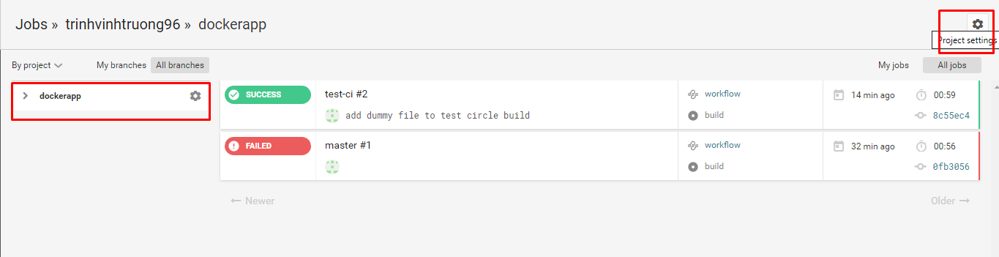 Jobs » trinhvinhtruong96 » dockerapp
Project settings
By project My branches All branches My jobs All jobs
dockerapp
SUCCESS test-ci #2 workflow 14 min ago 00:59
add dummy file to test circle build build 8c55ec4
FAILED master #1 workflow 32 min ago 00:56
build 0fb3056
← Newer Older →